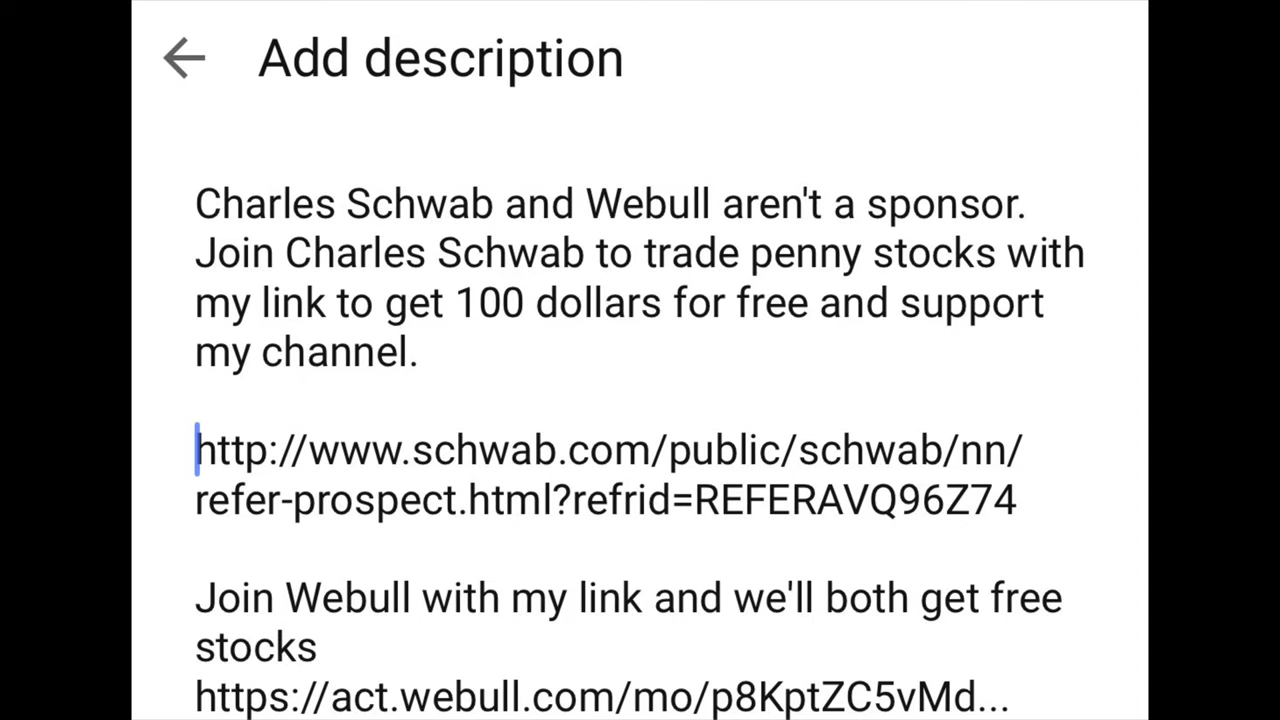 Add description
Charles Schwab and Webull aren't a sponsor.
Join Charles Schwab to trade penny stocks with
my link to get 100 dollars for free and support
my channel.
http://www.schwab.com/public/schwab/nn/
refer-prospect.html?refrid=REFERAVQ96Z74
Join Webull with my link and we'll both get free
stocks
https://act.webull.com/mo/p8KptZC5vMd...